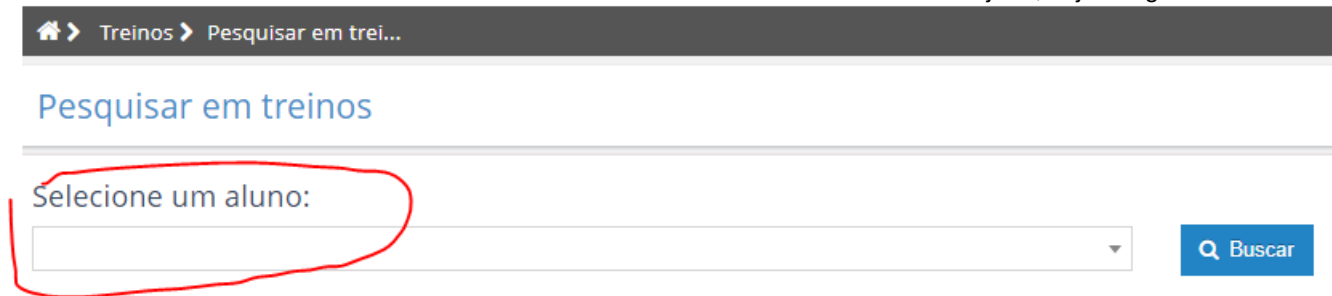 Treinos Pesquisar em trei...
Pesquisar em treinos
Selecione um aluno:
Buscar